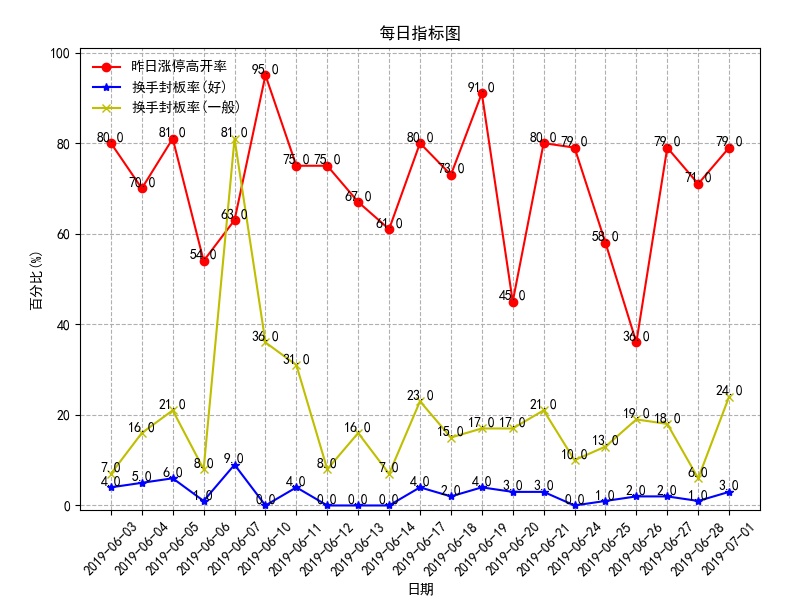 每日指标图
昨日涨停高开率
换手封板率(好)
换手封板率(一般)
百分比(%)
100
80
60
40
20
0
80.0 70.0 81.0 54.0 63.0 95.0 75.0 75.0 67.0 61.0 80.0 73.0 91.0 45.0 80.0 79.0 58.0 36.0 79.0 71.0 79.0
7.0 16.0 21.0 8.0 81.0 36.0 31.0 8.0 16.0 7.0 23.0 15.0 17.0 17.0 21.0 10.0 13.0 19.0 18.0 6.0 24.0
4.0 5.0 6.0 1.0 9.0 0.0 4.0 0.0 0.0 0.0 4.0 2.0 4.0 3.0 3.0 0.0 1.0 2.0 2.0 1.0 3.0
2019-06-03 2019-06-04 2019-06-05 2019-06-06 2019-06-07 2019-06-10 2019-06-11 2019-06-12 2019-06-13 2019-06-14 2019-06-17 2019-06-18 2019-06-19 2019-06-20 2019-06-21 2019-06-24 2019-06-25 2019-06-26 2019-06-27 2019-06-28 2019-07-01
日期